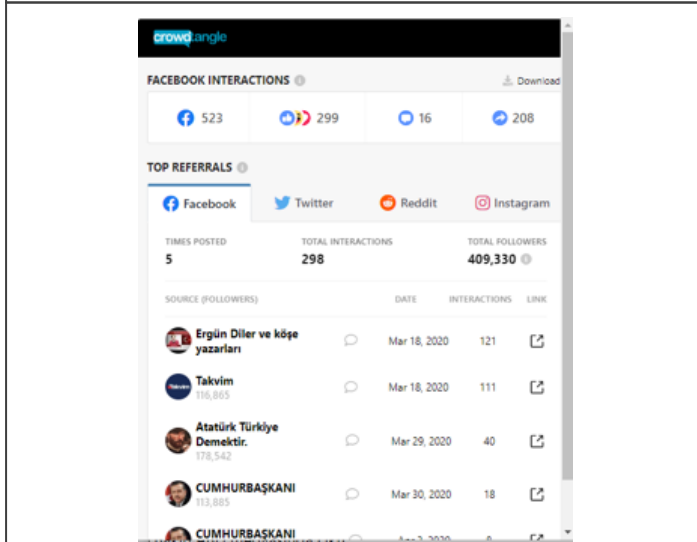 crowdtangle
FACEBOOK INTERACTIONS
Download
523
299
16
208
TOP REFERRALS
Facebook Twitter Reddit Instagram
TIMES POSTED TOTAL INTERACTIONS TOTAL FOLLOWERS
5 298 409,330
SOURCE (FOLLOWERS) DATE INTERACTIONS LINK
Ergün Diler ve köşe
yazarları
Mar 18, 2020 121
Takvim
116,865
Mar 18, 2020 111
Atatürk Türkiye
Demektir.
178,542
Mar 29, 2020 40
CUMHURBAŞKANI
113,885
Mar 30, 2020 18
CUMHURBAŞKANI